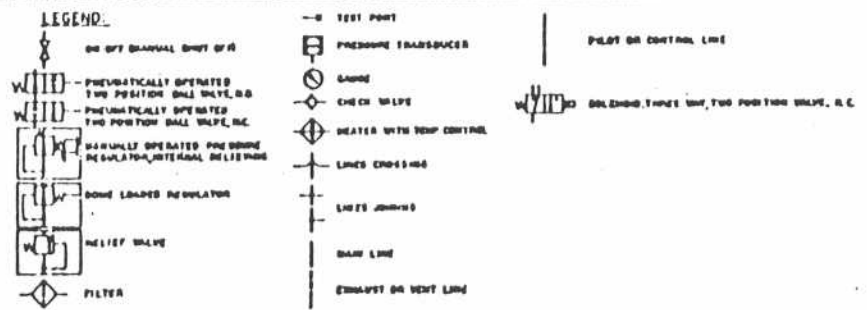 LEGEND:
ON OFF MANUAL SHUT OFF
PNEUMATICALLY OPERATED
TWO POSITION BALL VALVE, N.O.
PNEUMATICALLY OPERATED
TWO POSITION BALL VALVE, N.C.
MANUALLY OPERATED PRESSURE
REGULATOR, INTERNAL RELIEVING
DOME LOADED REGULATOR
RELIEF VALVE
FILTER
TEST PORT
PRESSURE TRANSDUCER
GAUGE
CHECK VALVE
HEATER WITH TEMP CONTROL
LINES CROSSING
LINES JOINING
MAIN LINE
EXHAUST OR VENT LINE
PILOT OR CONTROL LINE
SOLENOID, THREE WAY, TWO POSITION VALVE, N.C.